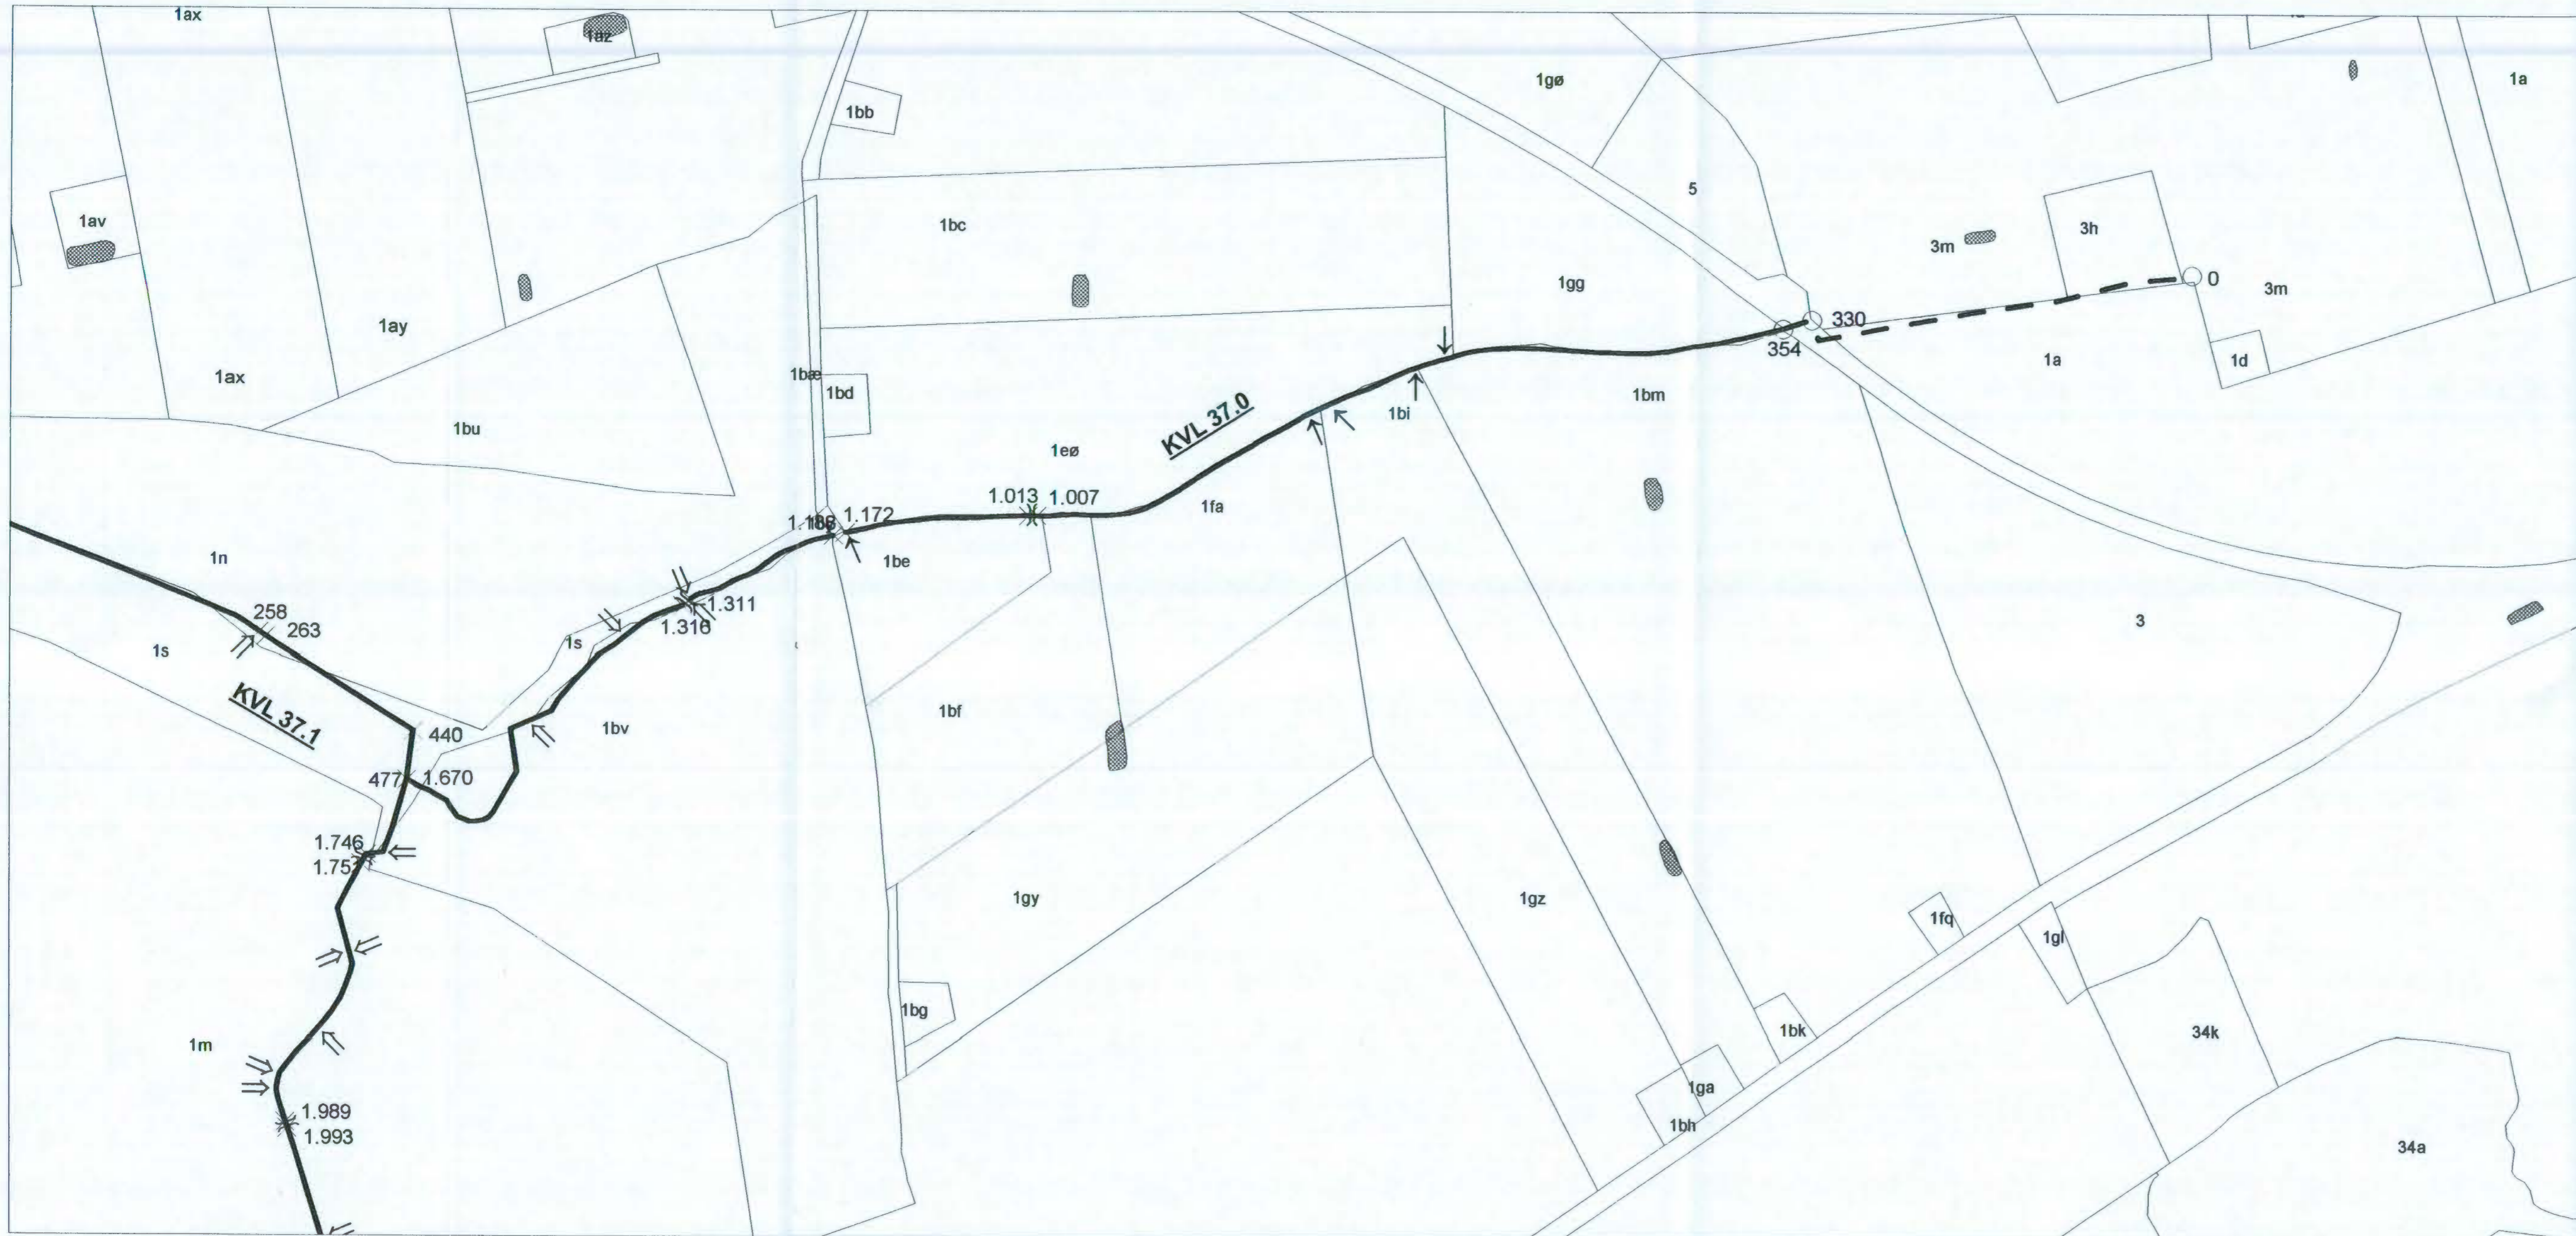 1ax
1az
1gø
1a
1bb
1av
1bc
5
3m
3h
1gg
0
3m
1ay
330
354
1ax
1bæ
1bd
1bi
1bm
1a
1d
KVL 37.0
1bu
1eø
1fa
1.013
1.007
1.172
1n
1be
258
263
1.311
1.316
1s
1s
3
KVL 37.1
440
1bv
1bf
477
1.670
1.746
1gy
1gz
1fq
1gl
1bg
1m
1bk
34k
1ga
1.989
1.993
1bh
34a